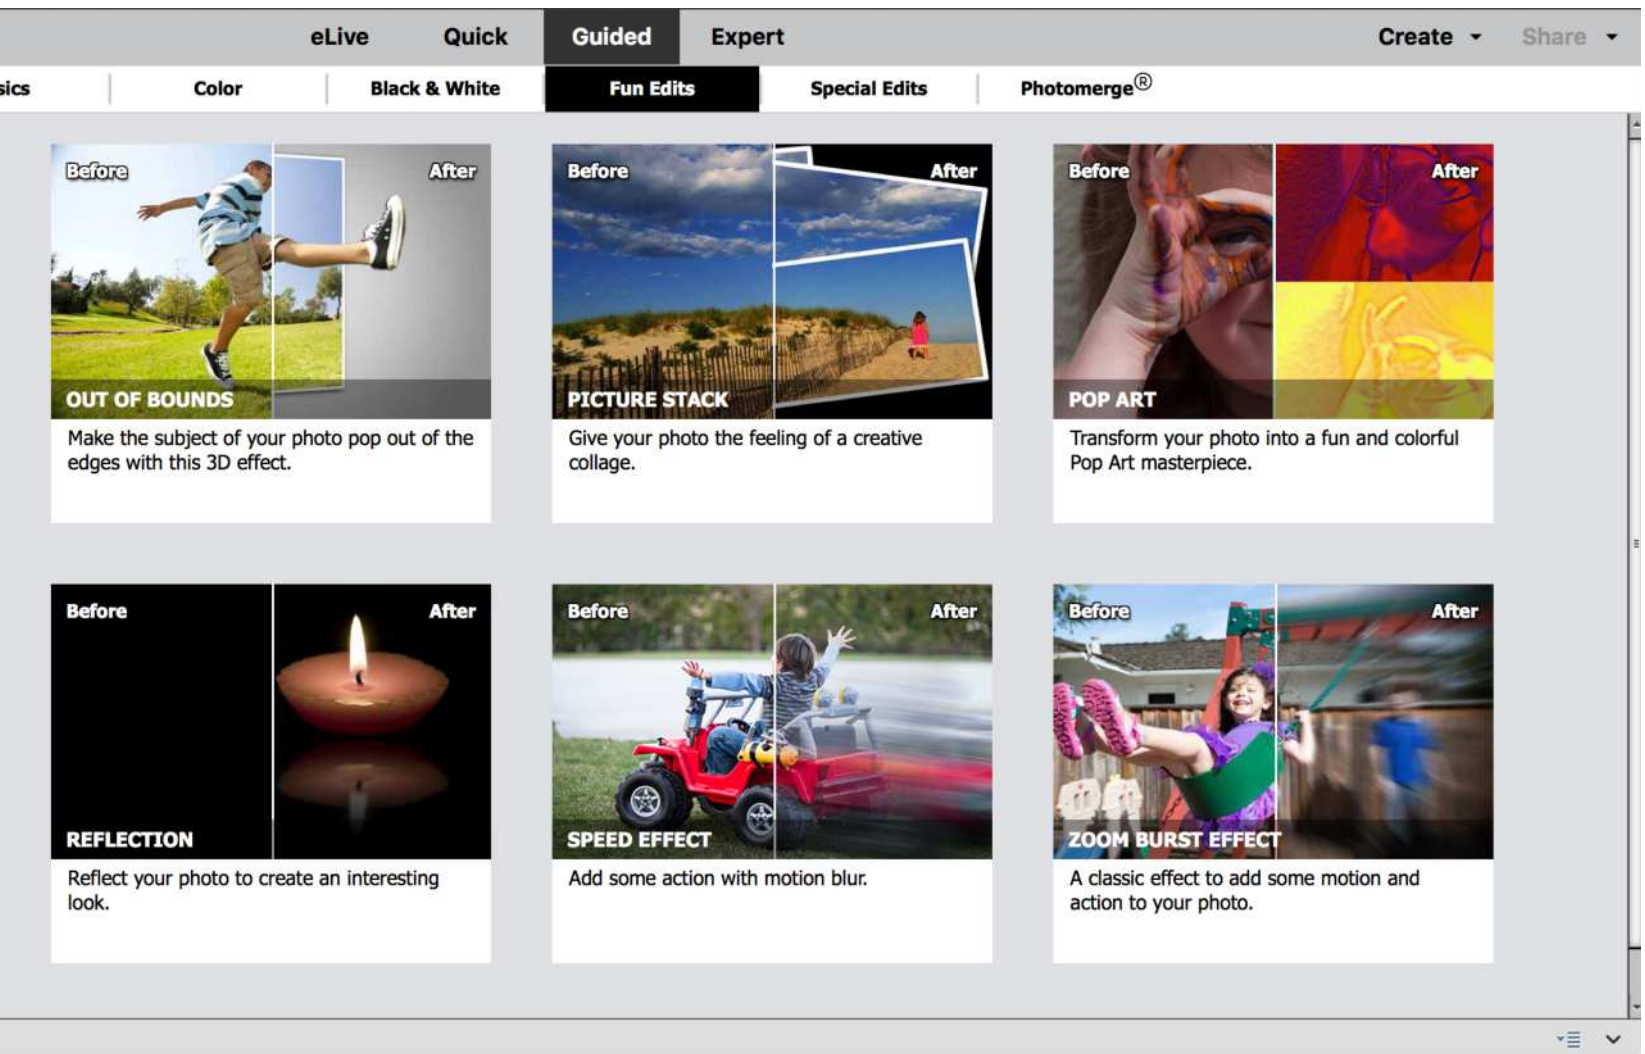 eLive Quick Guided Expert Create Share
sics Color Black & White Fun Edits Special Edits Photomerge®
Before After
OUT OF BOUNDS
Make the subject of your photo pop out of the
edges with this 3D effect.
Before After
PICTURE STACK
Give your photo the feeling of a creative
collage.
Before After
POP ART
Transform your photo into a fun and colorful
Pop Art masterpiece.
Before After
REFLECTION
Reflect your photo to create an interesting
look.
Before After
SPEED EFFECT
Add some action with motion blur.
Before After
ZOOM BURST EFFECT
A classic effect to add some motion and
action to your photo.